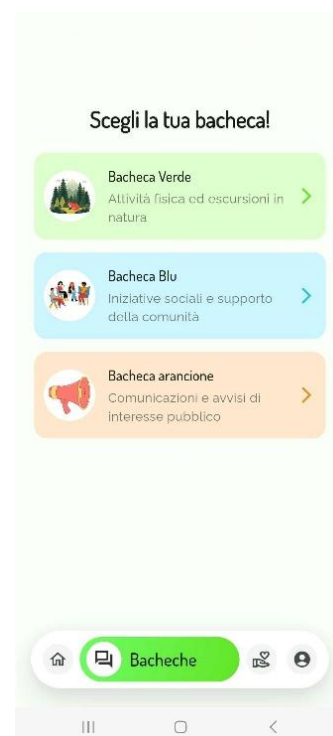 Scegli la tua bacheca!
Bacheca Verde
Attività fisica ed escursioni in
natura
Bacheca Blu
Iniziative sociali e supporto
della comunità
Bacheca arancione
Comunicazioni e avvisi di
interesse pubblico
Bacheche